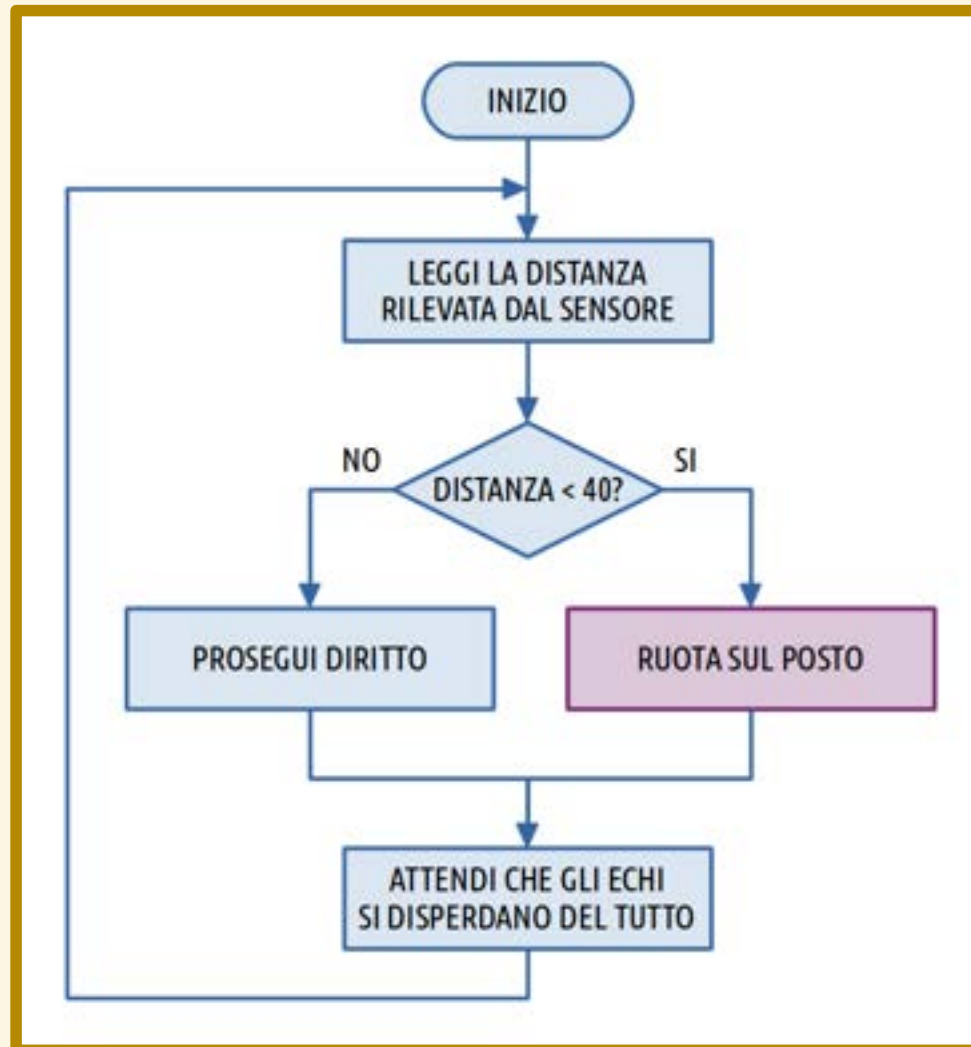 INIZIO
LEGGI LA DISTANZA
RILEVATA DAL SENSORE
DISTANZA < 40?
NO
SI
PROSEGUI DIRITTO
RUOTA SUL POSTO
ATTENDI CHE GLI ECHI
SI DISPERDANO DEL TUTTO